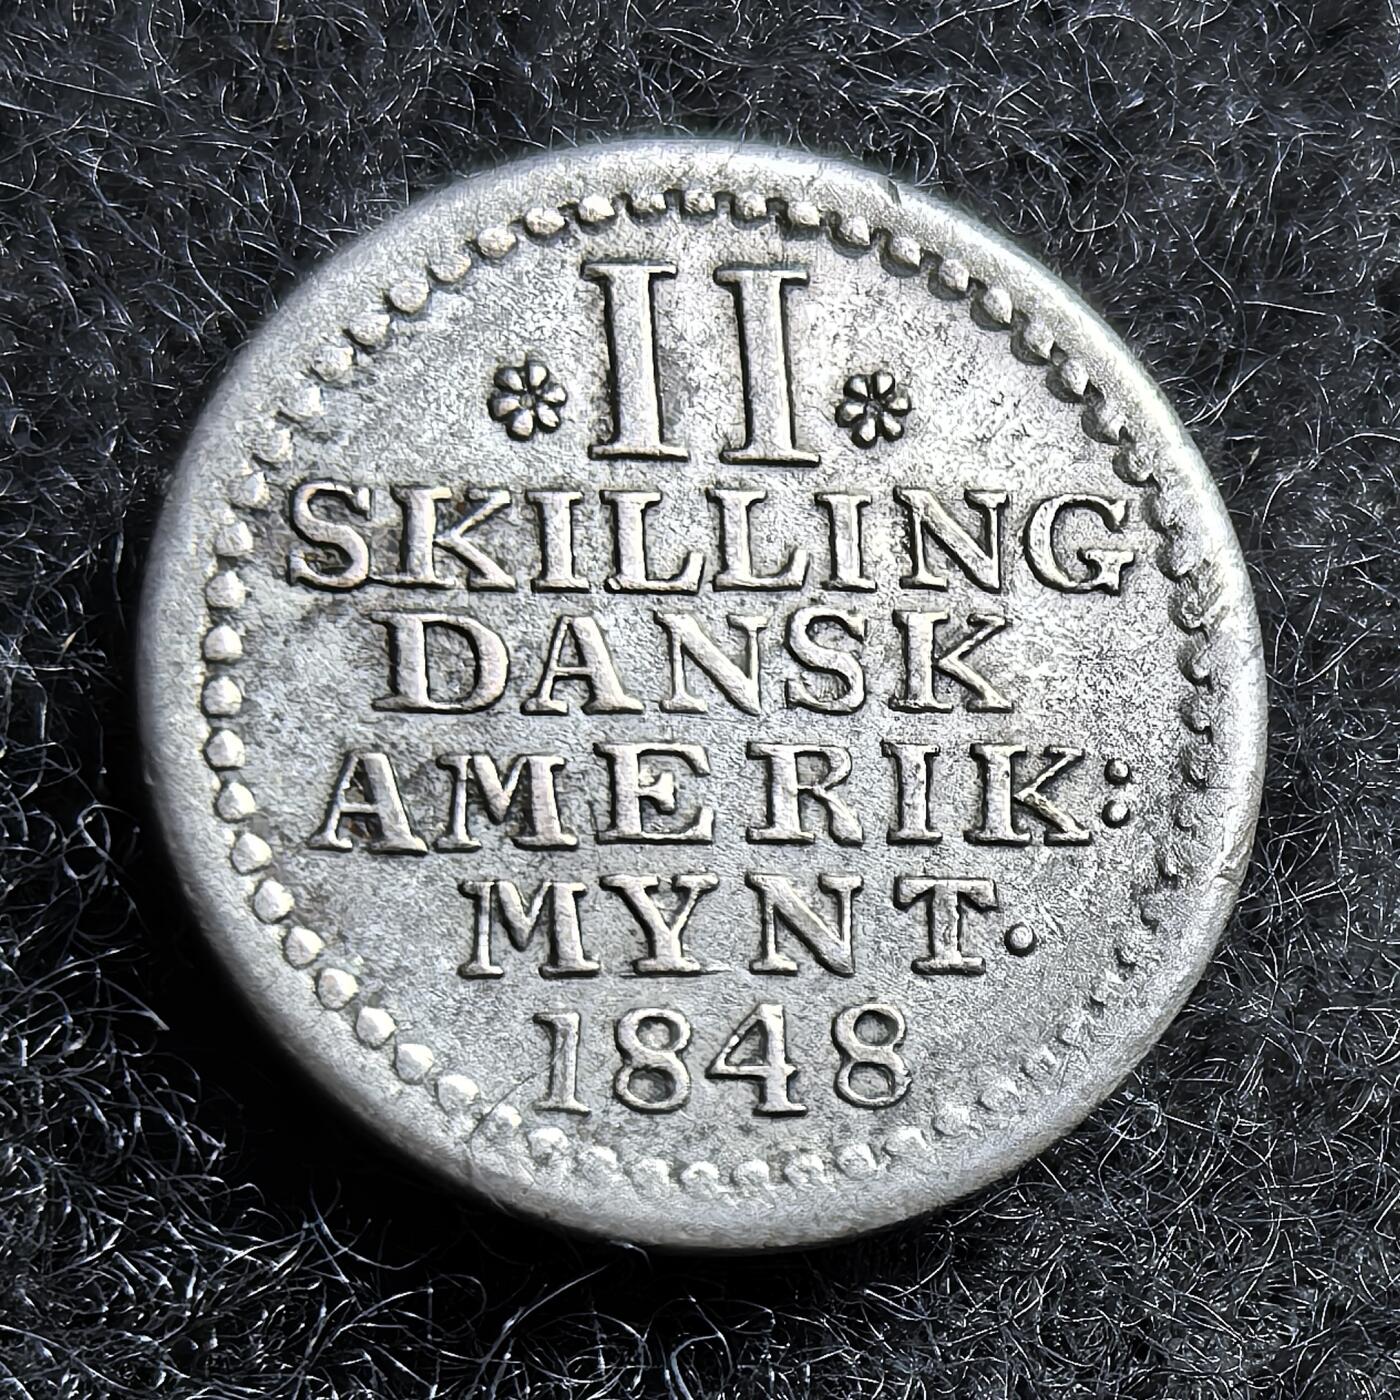 II
SKILLING
DANSK
AMERIK:
MYNT.
1848